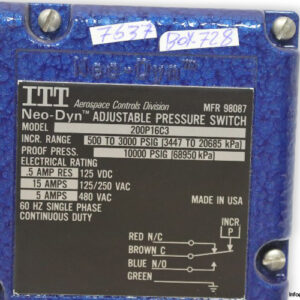 7637
Box.728
Neo-Dyn™
ITT Aerospace Controls Division MFR 98087
Neo-Dyn™ ADJUSTABLE PRESSURE SWITCH
MODEL 200P16C3
INCR. RANGE 500 TO 3000 PSIG (3447 TO 20685 kPa)
PROOF PRESS. 10000 PSIG (68950 kPa)
ELECTRICAL RATING
.5 AMP RES 125 VDC
15 AMPS 125/250 VAC
5 AMPS 480 VAC
60 HZ SINGLE PHASE
CONTINUOUS DUTY
MADE IN USA
INCR.
P
RED N/C
BROWN C
BLUE N/O
GREEN